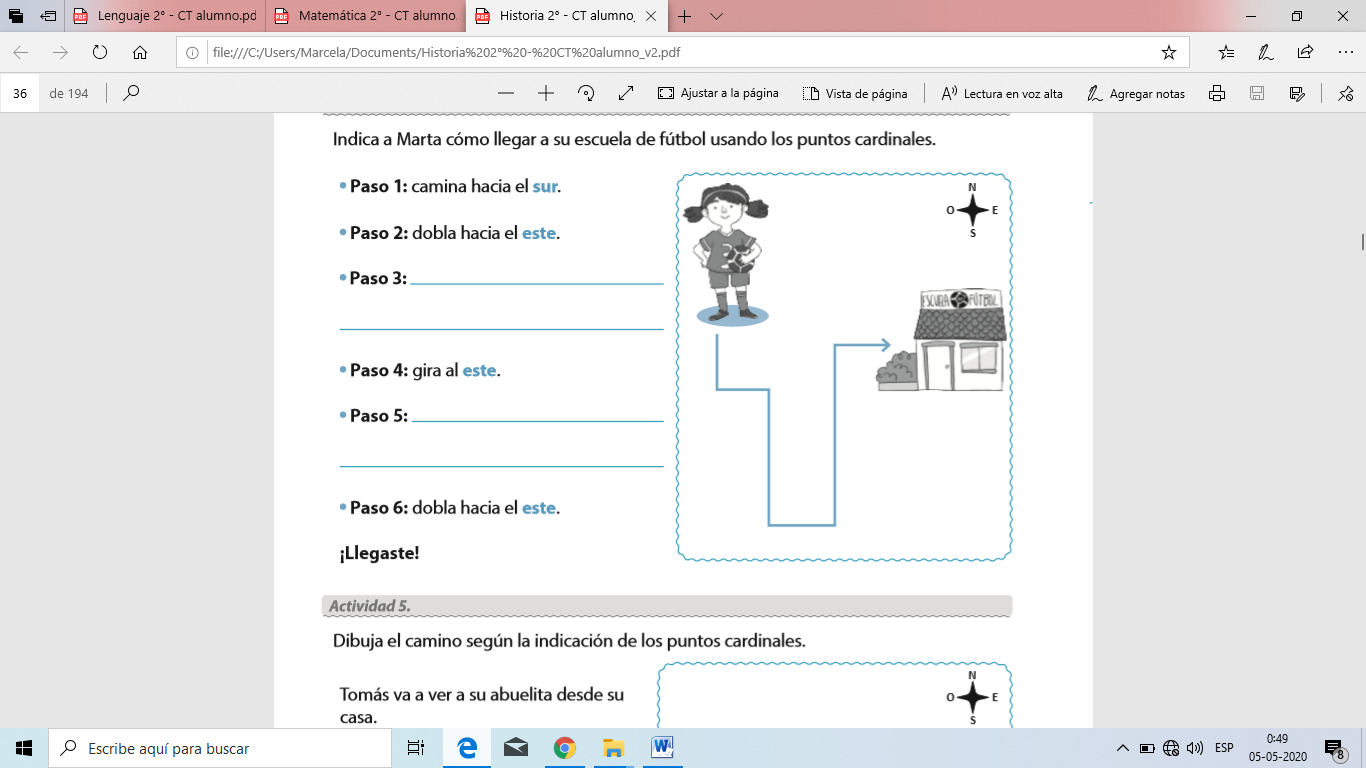 Lenguaje 2° - CT alumno.pd
Matemática 2° - CT alumno.
Historia 2° - CT alumno_
file:///C:/Users/Marcela/Documents/Historia%202°%20-%20CT%20alumno_v2.pdf
36
de 194
Ajustar a la página
Vista de página
Lectura en voz alta
Agregar notas
Indica a Marta cómo llegar a su escuela de fútbol usando los puntos cardinales.
• Paso 1: camina hacia el sur.
• Paso 2: dobla hacia el este.
• Paso 3:
• Paso 4: gira al este.
• Paso 5:
• Paso 6: dobla hacia el este.
¡Llegaste!
N
O E
S
ESCUELA FÚTBOL
Actividad 5.
Dibuja el camino según la indicación de los puntos cardinales.
Tomás va a ver a su abuelita desde su
casa.
N
O E
S
Escribe aquí para buscar
ESP
0:49
05-05-2020
8